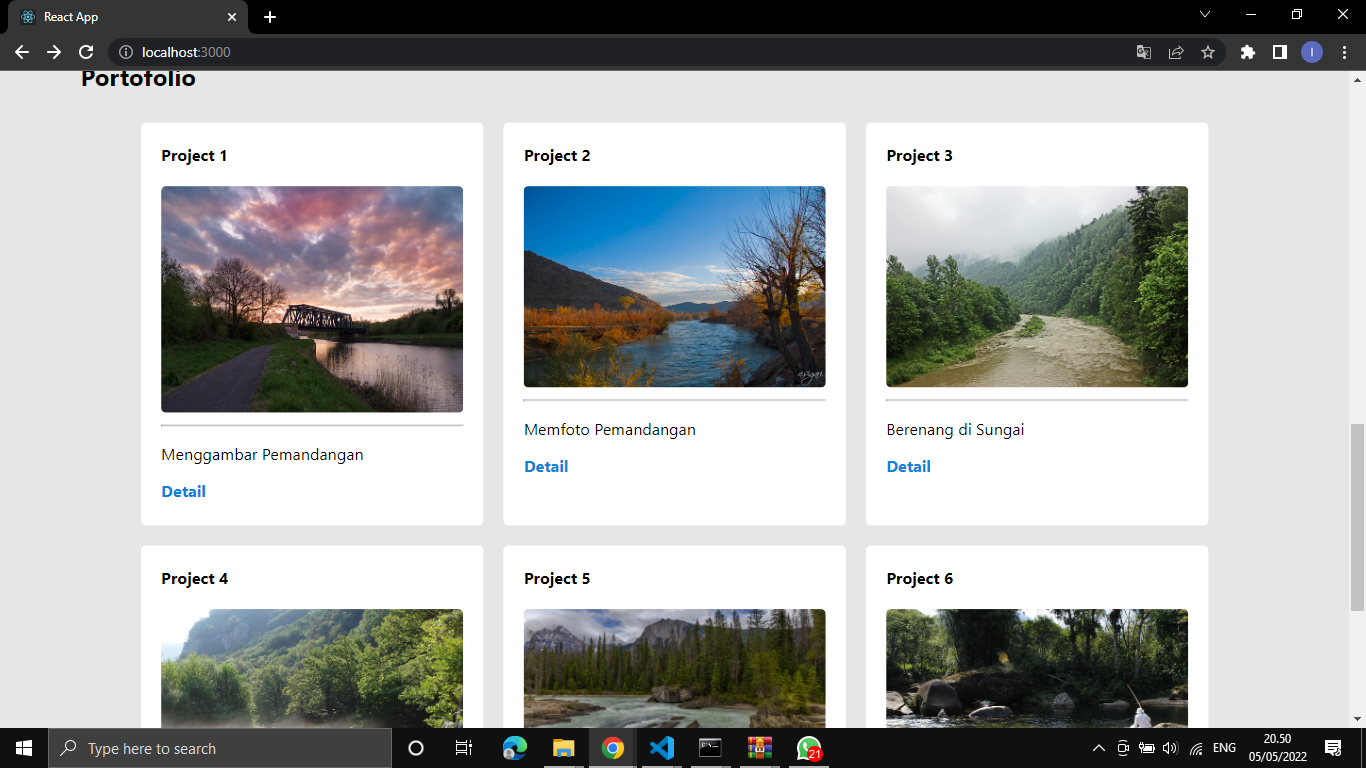 React App
localhost:3000
I
Portofolio
Project 1
Project 2
Project 3
Menggambar Pemandangan
Detail
Memfoto Pemandangan
Detail
Berenang di Sungai
Detail
Project 4
Project 5
Project 6
Type here to search
21
ENG
20.50
05/05/2022